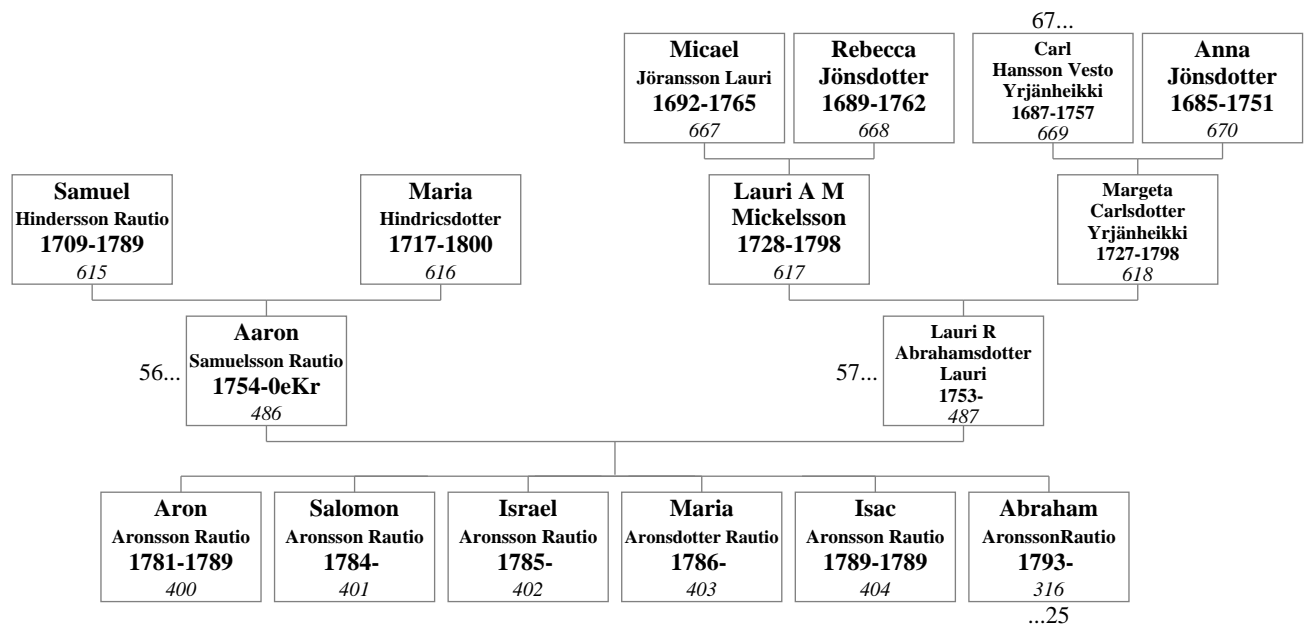 67...
Micael
Jöransson Lauri
1692-1765
667
Rebecca
Jönsdotter
1689-1762
668
Carl
Hansson Vesto
Yrjänheikki
1687-1757
669
Anna
Jönsdotter
1685-1751
670
Samuel
Hindersson Rautio
1709-1789
615
Maria
Hindricsdotter
1717-1800
616
Lauri A M
Mickelsson
1728-1798
617
Margeta
Carlsdotter
Yrjänheikki
1727-1798
618
56...
Aaron
Samuelsson Rautio
1754-0eKr
486
57...
Lauri R
Abrahamsdotter
Lauri
1753-
487
Aron
Aronsson Rautio
1781-1789
400
Salomon
Aronsson Rautio
1784-
401
Israel
Aronsson Rautio
1785-
402
Maria
Aronsdotter Rautio
1786-
403
Isac
Aronsson Rautio
1789-1789
404
Abraham
AronssonRautio
1793-
316
...25